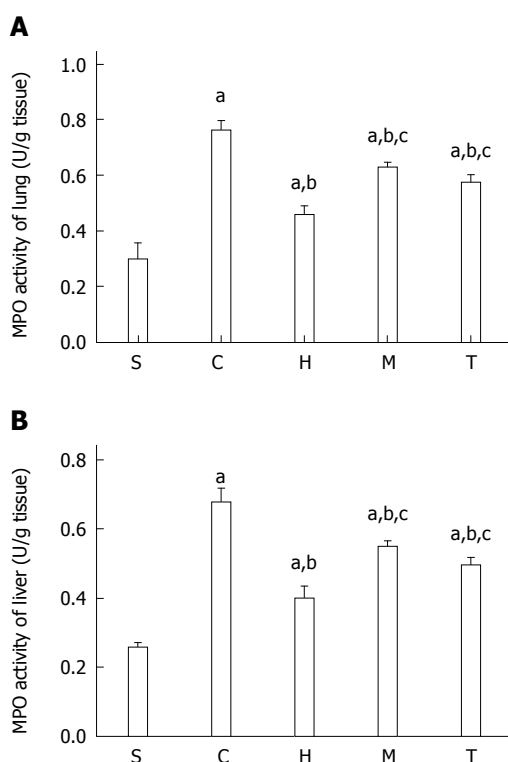 A
MPO activity of lung (U/g tissue)
1.0
0.8
0.6
0.4
0.2
0.0
a
a,b
a,b,c
a,b,c
S C H M T
B
MPO activity of liver (U/g tissue)
0.8
0.6
0.4
0.2
0.0
a
a,b
a,b,c
a,b,c
S C H M T